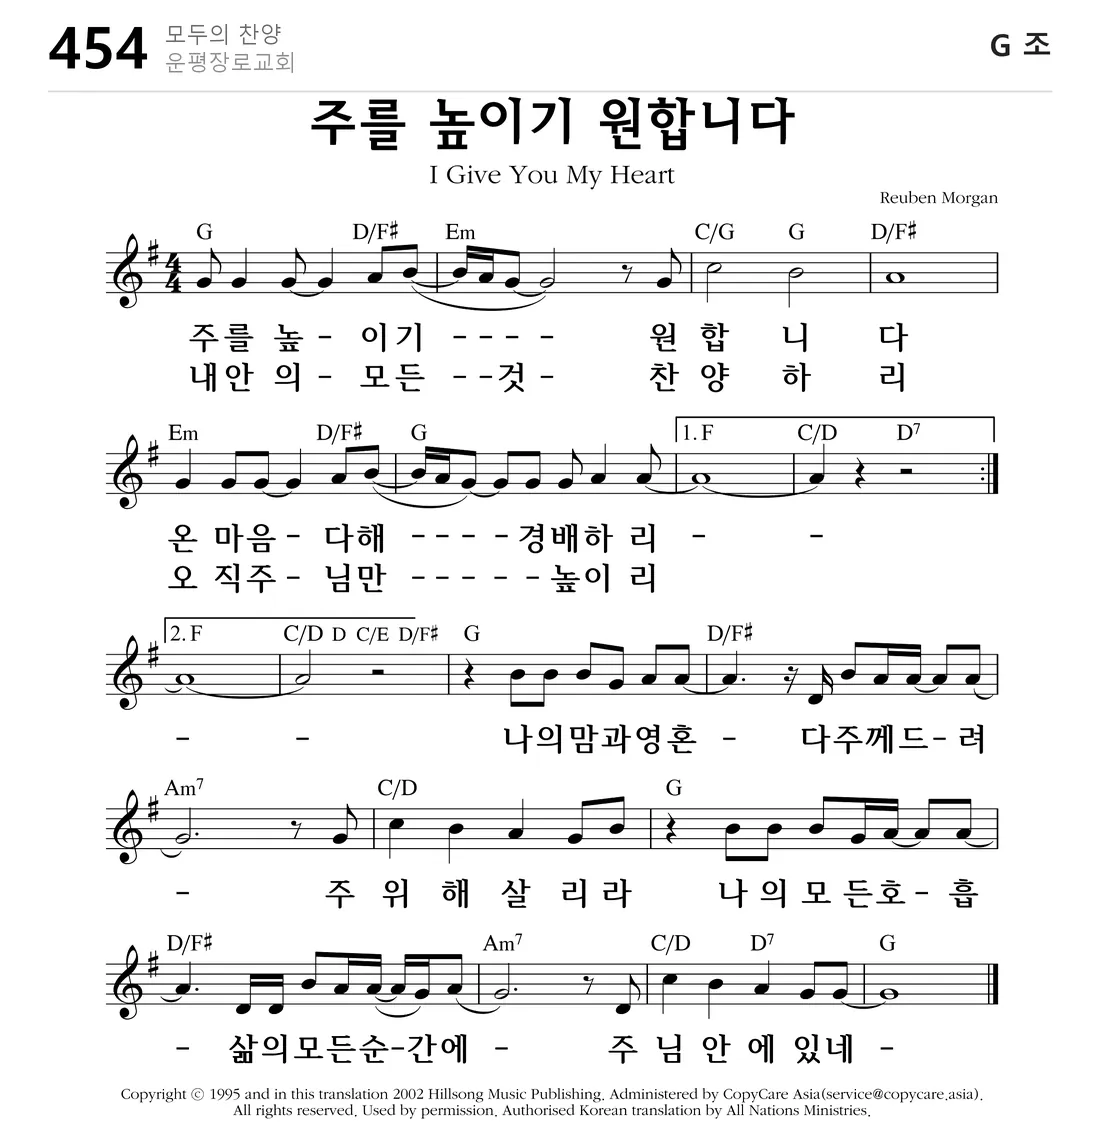 454 모두의 찬양
운평장로교회
G 조
주를 높이기 원합니다
I Give You My Heart
Reuben Morgan
G D/F♯ Em C/G G D/F♯
4/4
주를 높 - 이기 - - - - 원 합 니 다
내안 의 - 모든 - - 것 - 찬 양 하 리
Em D/F♯ G 1. F C/D D7
온 마음 - 다해 - - - - 경배하 리 - -
오 직주 - 님만 - - - - - 높이 리
2. F C/D D C/E D/F♯ G D/F♯
- - 나의맘과영혼 - 다주께드 - 려
Am7 C/D G
- 주 위 해 살 리 라 나 의 모 든호 - 흡
D/F♯ Am7 C/D D7 G
- 삶의모든순-간에 - 주 님 안 에 있네 -
Copyright ⓒ 1995 and in this translation 2002 Hillsong Music Publishing. Administered by CopyCare Asia(service@copycare.asia).
All rights reserved. Used by permission. Authorised Korean translation by All Nations Ministries.